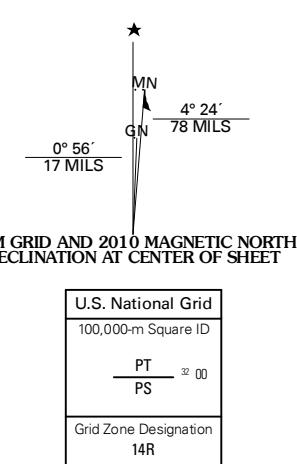 ★
MN
4° 24´
GN
78 MILS
0° 56´
17 MILS
M GRID AND 2010 MAGNETIC NORTH
ECLINATION AT CENTER OF SHEET
U.S. National Grid
100,000-m Square ID
PT
32 00
PS
Grid Zone Designation
14R